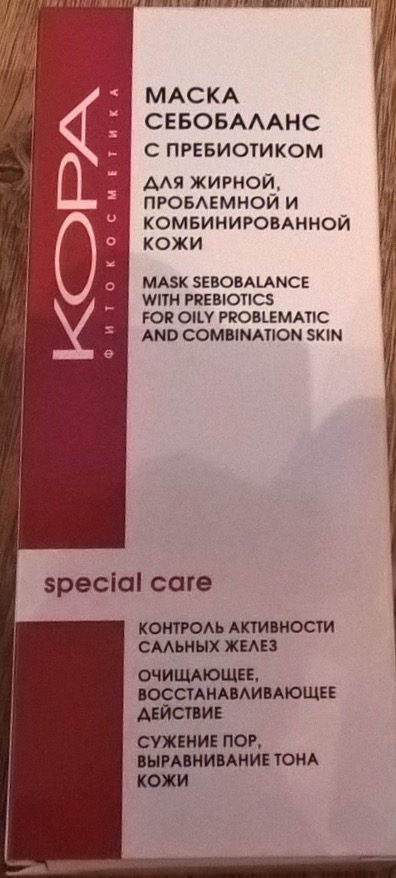 КОРА
ФИТОКОСМЕТИКА
МАСКА
СЕБОБАЛАНС
С ПРЕБИОТИКОМ
ДЛЯ ЖИРНОЙ,
ПРОБЛЕМНОЙ И
КОМБИНИРОВАННОЙ
КОЖИ
MASK SEBOBALANCE
WITH PREBIOTICS
FOR OILY PROBLEMATIC
AND COMBINATION SKIN
special care
КОНТРОЛЬ АКТИВНОСТИ
САЛЬНЫХ ЖЕЛЕЗ
ОЧИЩАЮЩЕЕ,
ВОССТАНАВЛИВАЮЩЕЕ
ДЕЙСТВИЕ
СУЖЕНИЕ ПОР,
ВЫРАВНИВАНИЕ ТОНА
КОЖИ